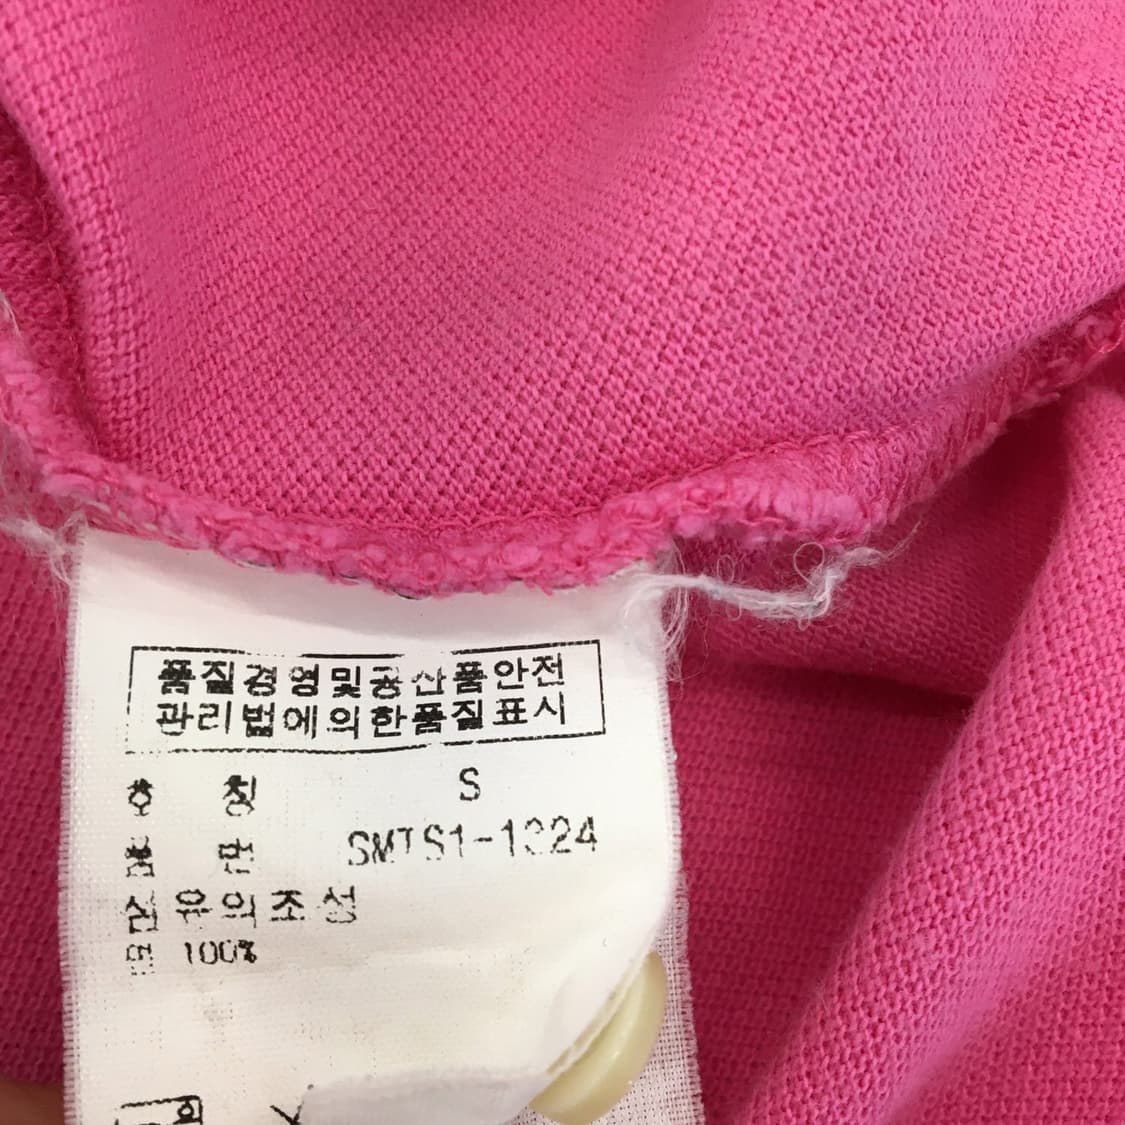 품질경영및공산품안전
관리법에의한품질표시
호 칭 S
품 번 SMTS1-1324
섬유의조성
면 100%